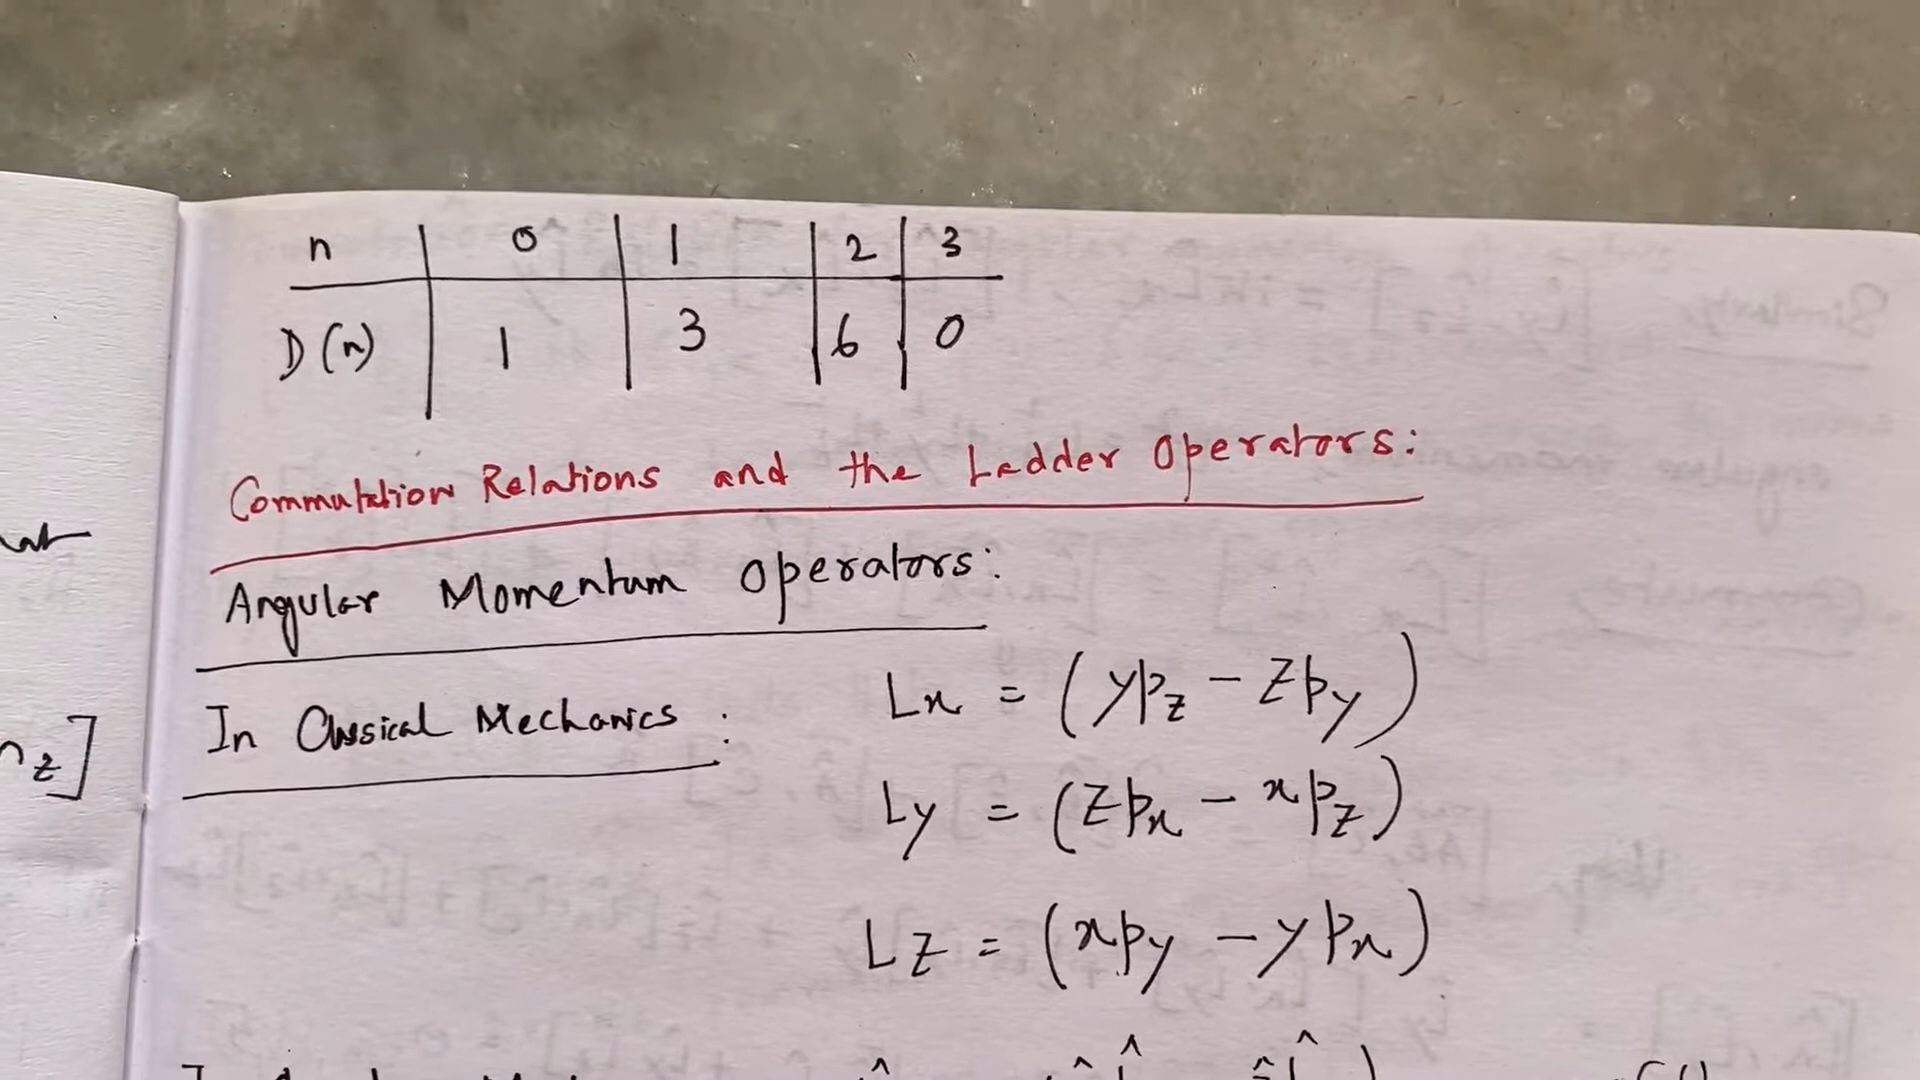 n 0 1 2 3
D(n) 1 3 6 0
Commutation Relations and the Ladder Operators:
Angular Momentum Operators:
In Classical Mechanics :
Lx = (ypz - zpy)
Ly = (zpx - xpz)
Lz = (xpy - ypx)
z]